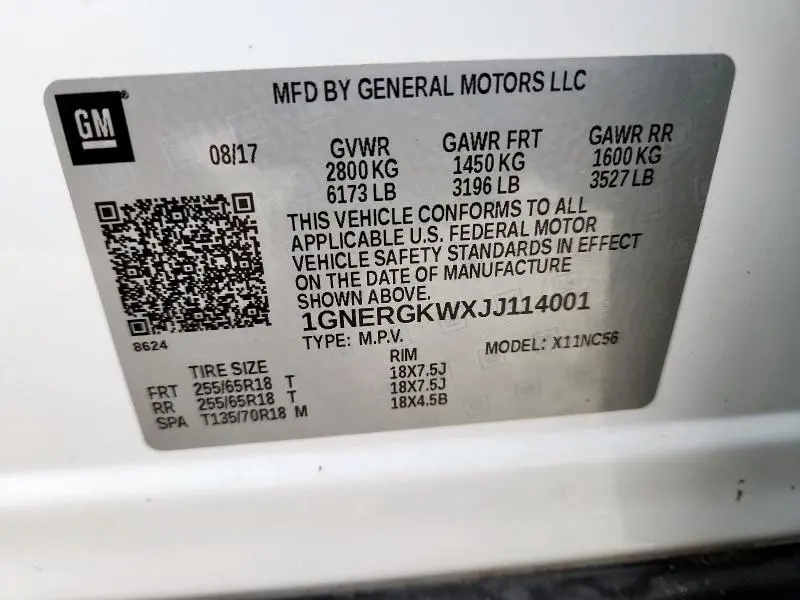 MFD BY GENERAL MOTORS LLC
GM®
08/17 GVWR GAWR FRT GAWR RR
2800 KG 1450 KG 1600 KG
6173 LB 3196 LB 3527 LB
THIS VEHICLE CONFORMS TO ALL
APPLICABLE U.S. FEDERAL MOTOR
VEHICLE SAFETY STANDARDS IN EFFECT
ON THE DATE OF MANUFACTURE
SHOWN ABOVE.
1GNERGKWXJJ114001
8624
TYPE: M.P.V. MODEL: X11NC56
TIRE SIZE RIM
FRT 255/65R18 T 18X7.5J
RR 255/65R18 T 18X7.5J
SPA T135/70R18 M 18X4.5B